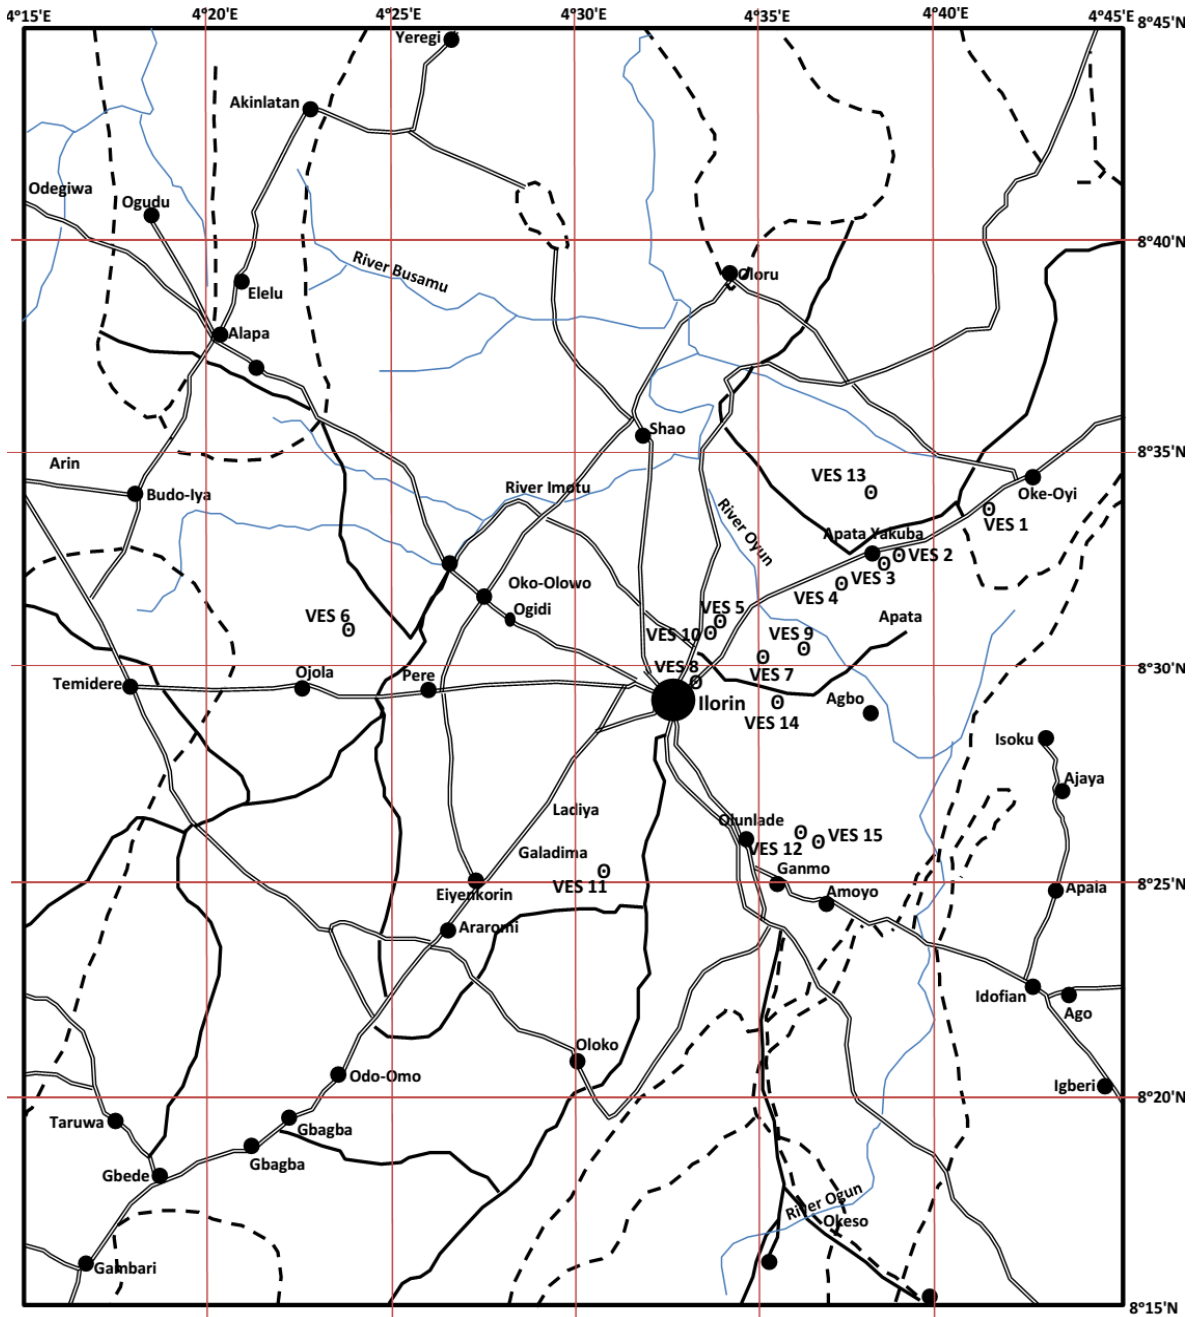 4°15'E 4°20'E 4°25'E 4°30'E 4°35'E 4°40'E 4°45'E
8°45'N
Yeregi
Akinlatan
Odegiwa
Ogudu
8°40'N
River Busamu
Oloru
Elelu
Alapa
Shao
8°35'N
Arin
VES 13
Budo-Iya
River Imotu
Oke-Oyi
River Oyun
VES 1
Apata Yakuba
VES 2
VES 3
Oko-Olowo
VES 4
Ogidi
VES 5
VES 6
Apata
VES 10
VES 9
8°30'N
VES 8
Ojola
Pere
VES 7
Temidere
Agbo
Ilorin
VES 14
Isoku
Ajaya
Ladiya
Olunlade
VES 15
VES 12
Galadima
Ganmo
8°25'N
VES 11
Apala
Eiyenkorin
Amoyo
Araromi
Idofian
Ago
Oloko
Odo-Omo
Igberi
8°20'N
Taruwa
Gbagba
Gbagba
Gbede
River Ogun
Okeso
Gambari
8°15'N